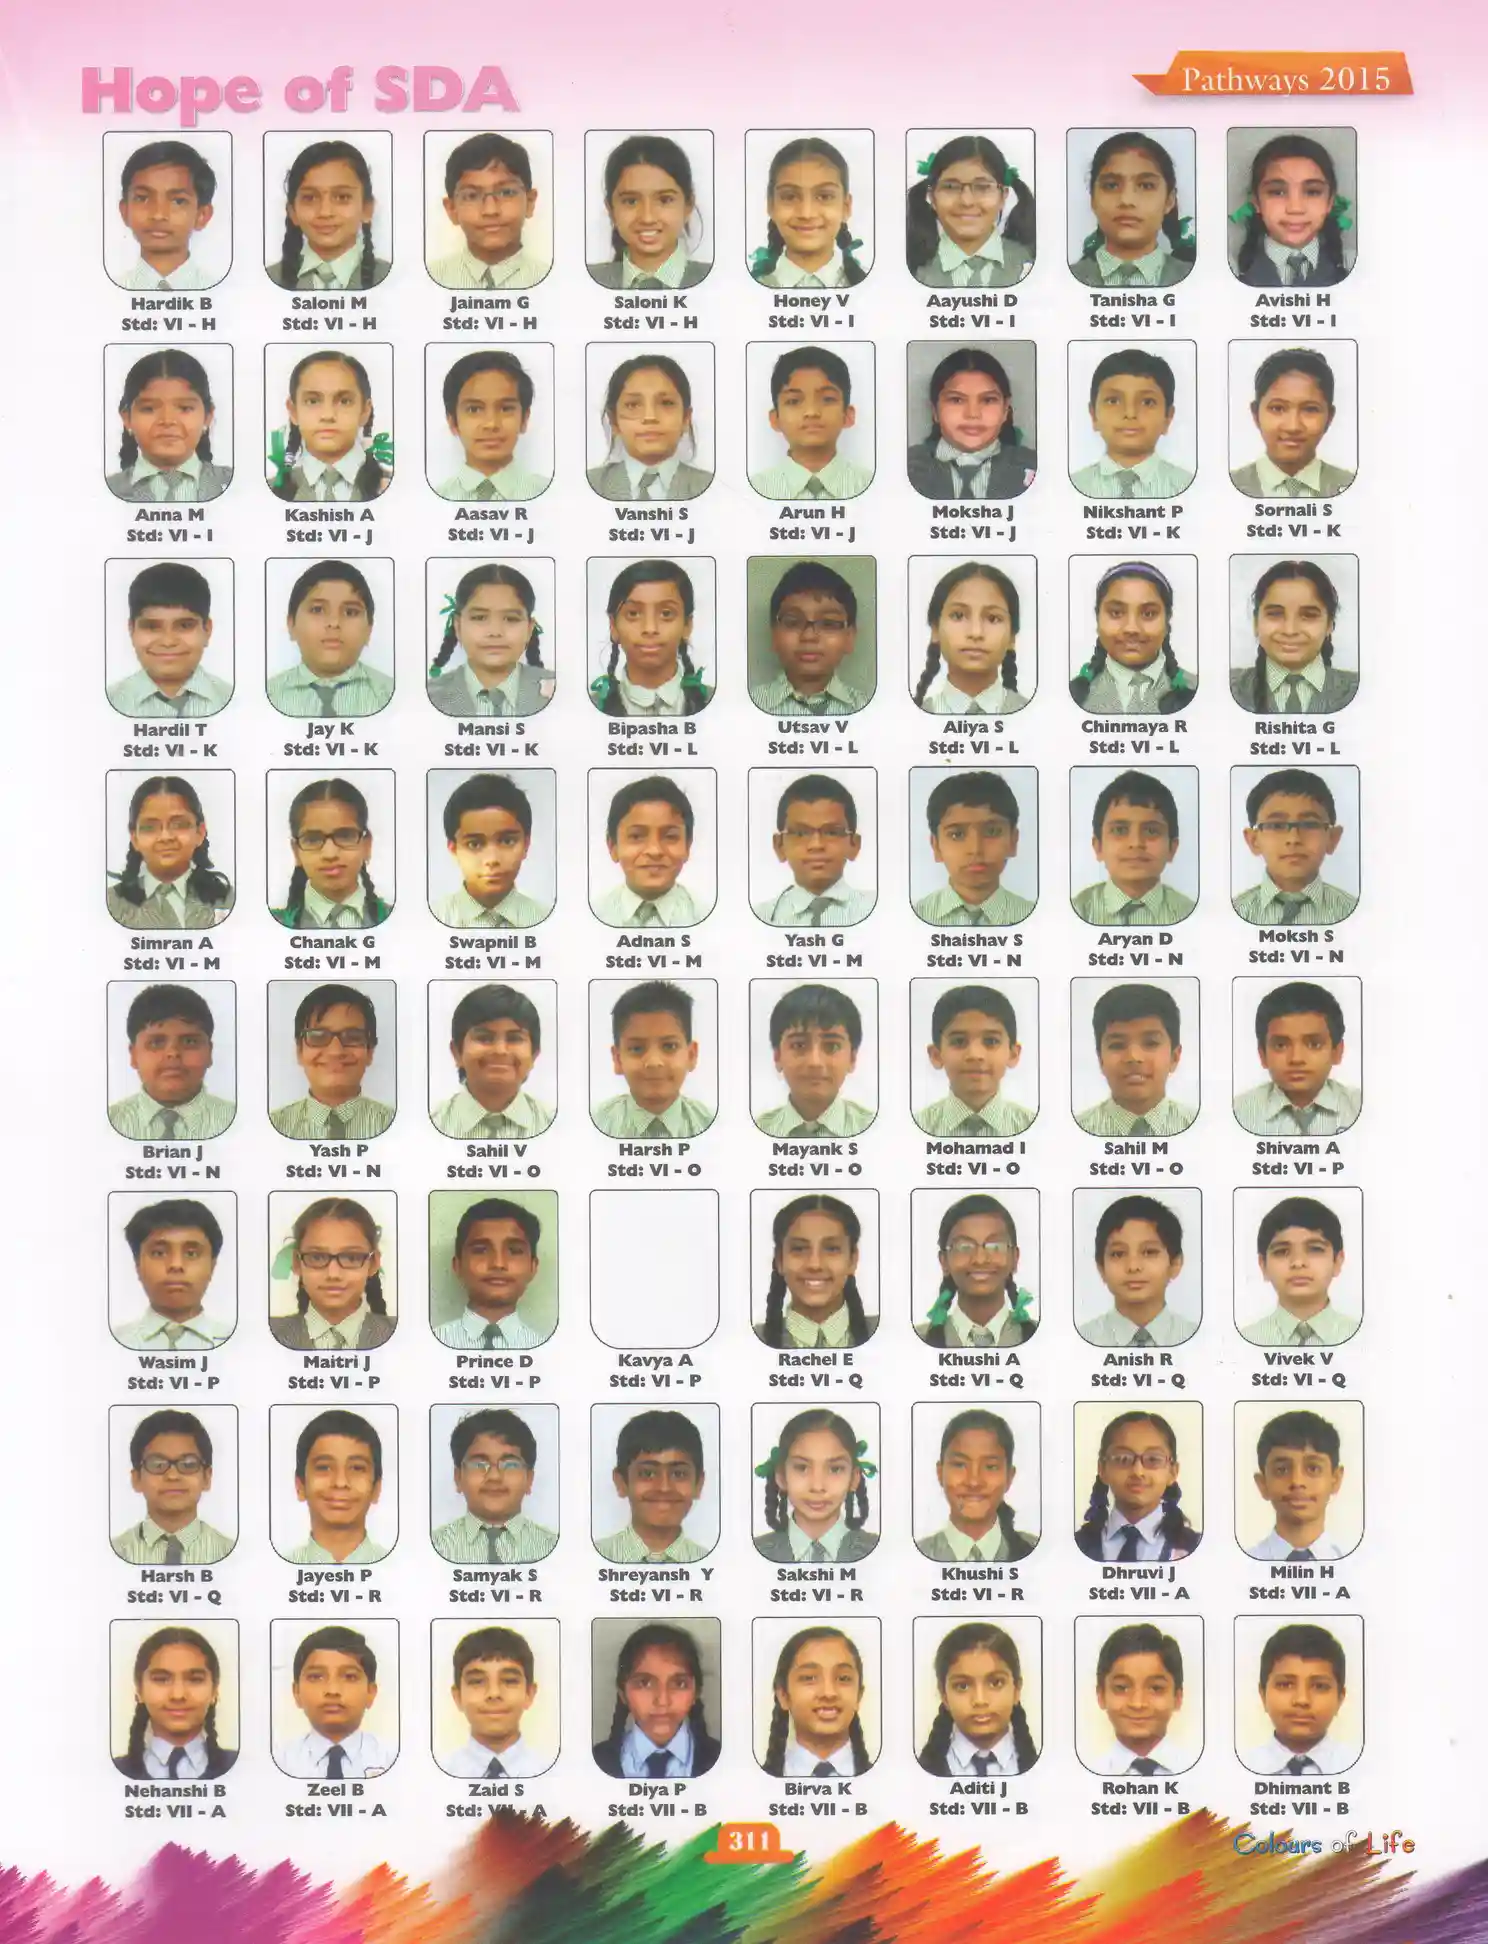 Hope of SDA
Pathways 2015
Hardik B Saloni M Jainam G Saloni K Honey V Aayushi D Tanisha G Avishi H
Std: VI - H Std: VI - H Std: VI - H Std: VI - H Std: VI - I Std: VI - I Std: VI - I Std: VI - I
Anna M Kashish A Aasav R Vanshi S Arun H Moksha J Nikshant P Sornali S
Std: VI - I Std: VI - J Std: VI - J Std: VI - J Std: VI - J Std: VI - J Std: VI - K Std: VI - K
Hardil T Jay K Mansi S Bipasha B Utsav V Aliya S Chinmaya R Rishita G
Std: VI - K Std: VI - K Std: VI - K Std: VI - L Std: VI - L Std: VI - L Std: VI - L Std: VI - L
Simran A Chanak G Swapnil B Adnan S Yash G Shaishav S Aryan D Moksh S
Std: VI - M Std: VI - M Std: VI - M Std: VI - M Std: VI - M Std: VI - N Std: VI - N Std: VI - N
Brian J Yash P Sahil V Harsh P Mayank S Mohamad I Sahil M Shivam A
Std: VI - N Std: VI - N Std: VI - O Std: VI - O Std: VI - O Std: VI - O Std: VI - O Std: VI - P
Wasim J Maitri J Prince D Kavya A Rachel E Khushi A Anish R Vivek V
Std: VI - P Std: VI - P Std: VI - P Std: VI - P Std: VI - Q Std: VI - Q Std: VI - Q Std: VI - Q
Harsh B Jayesh P Samyak S Shreyansh Y Sakshi M Khushi S Dhruvi J Milin H
Std: VI - Q Std: VI - R Std: VI - R Std: VI - R Std: VI - R Std: VI - R Std: VII - A Std: VII - A
Nehanshi B Zeel B Zaid S Diya P Birva K Aditi J Rohan K Dhimant B
Std: VII - A Std: VII - A Std: VII - A Std: VII - B Std: VII - B Std: VII - B Std: VII - B Std: VII - B
311
Colours of Life